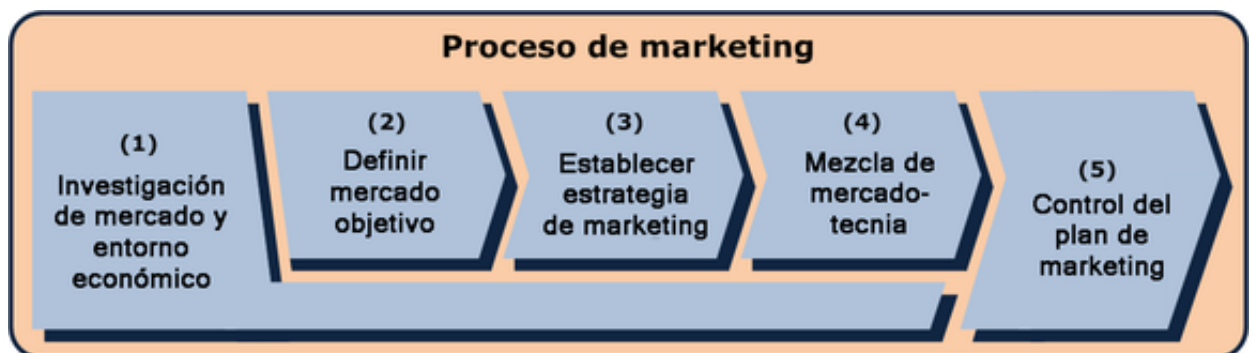 Proceso de marketing
(1)
Investigación
de mercado y
entorno
económico
(2)
Definir
mercado
objetivo
(3)
Establecer
estrategia
de marketing
(4)
Mezcla de
mercado-
tecnia
(5)
Control del
plan de
marketing